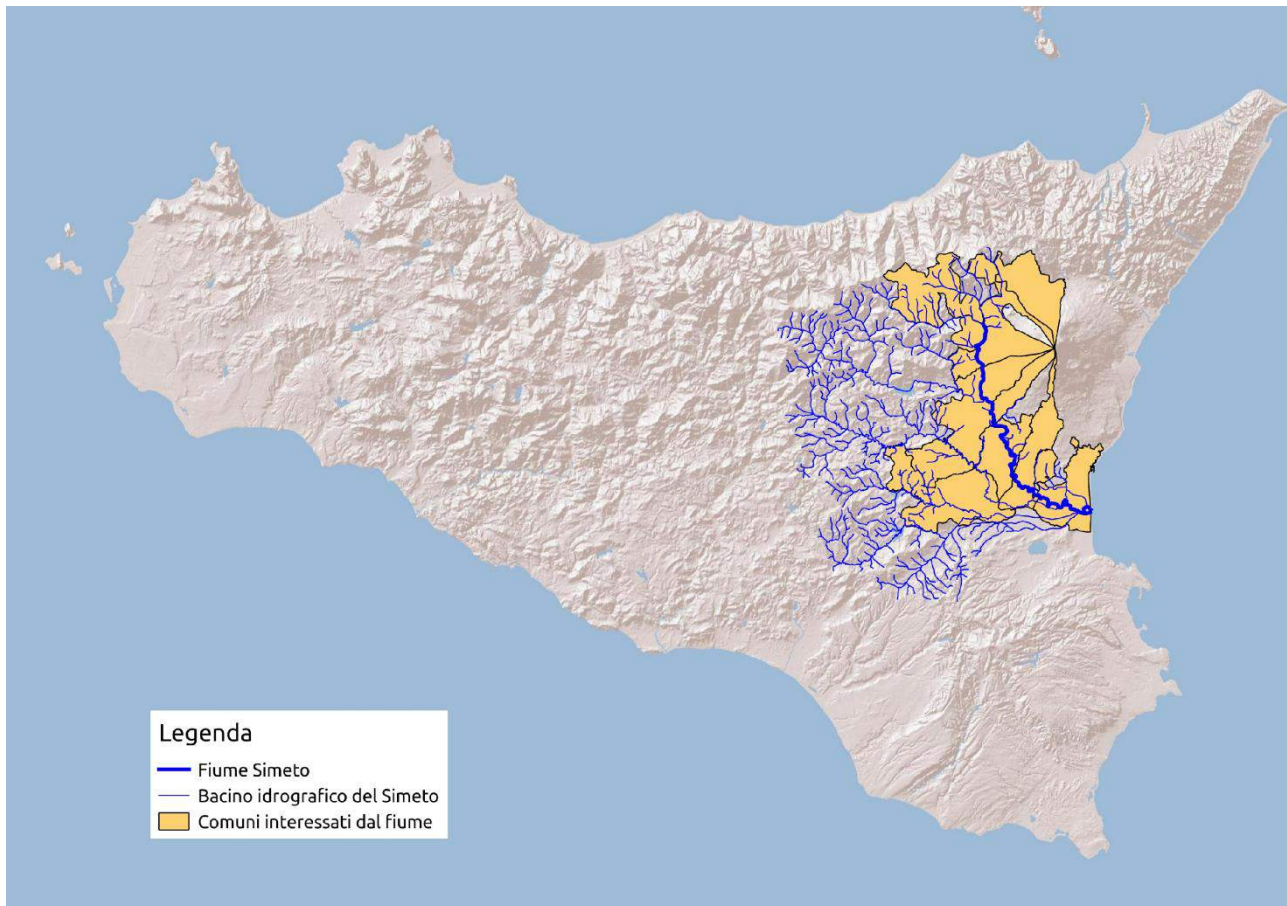 Legenda
Fiume Simeto
Bacino idrografico del Simeto
Comuni interessati dal fiume